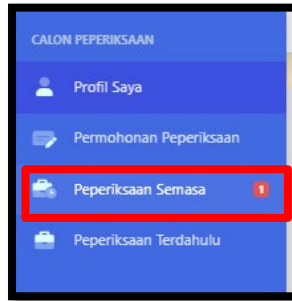 CALON PEPERIKSAAN
Profil Saya
Permohonan Peperiksaan
Peperiksaan Semasa 1
Peperiksaan Terdahulu